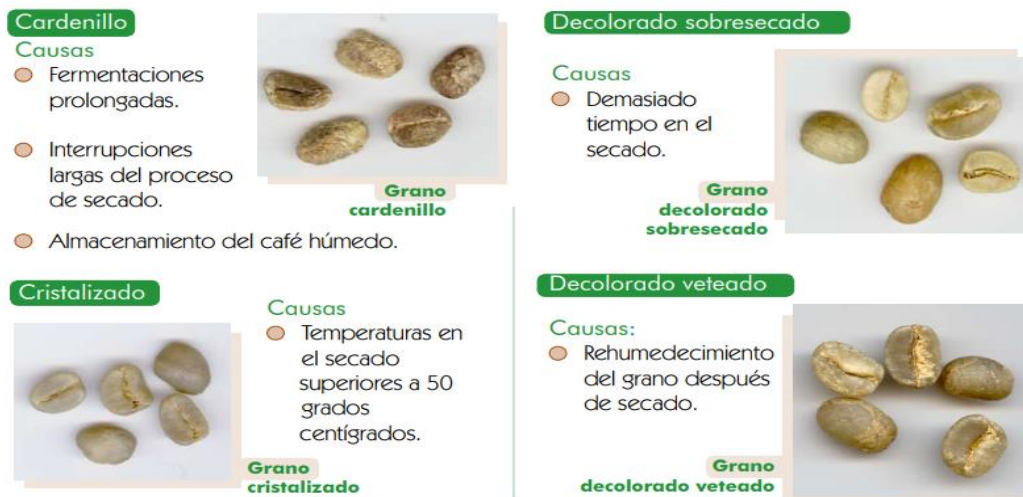 Cardenillo
Causas
Fermentaciones
prolongadas.
Interrupciones
largas del proceso
de secado.
Almacenamiento del café húmedo.
Grano
cardenillo
Cristalizado
Causas
Temperaturas en
el secado
superiores a 50
grados
centígrados.
Grano
cristalizado
Decolorado sobresecado
Causas
Demasiado
tiempo en el
secado.
Grano
decolorado
sobresecado
Decolorado veteado
Causas:
Rehumedecimiento
del grano después
de secado.
Grano
decolorado veteado